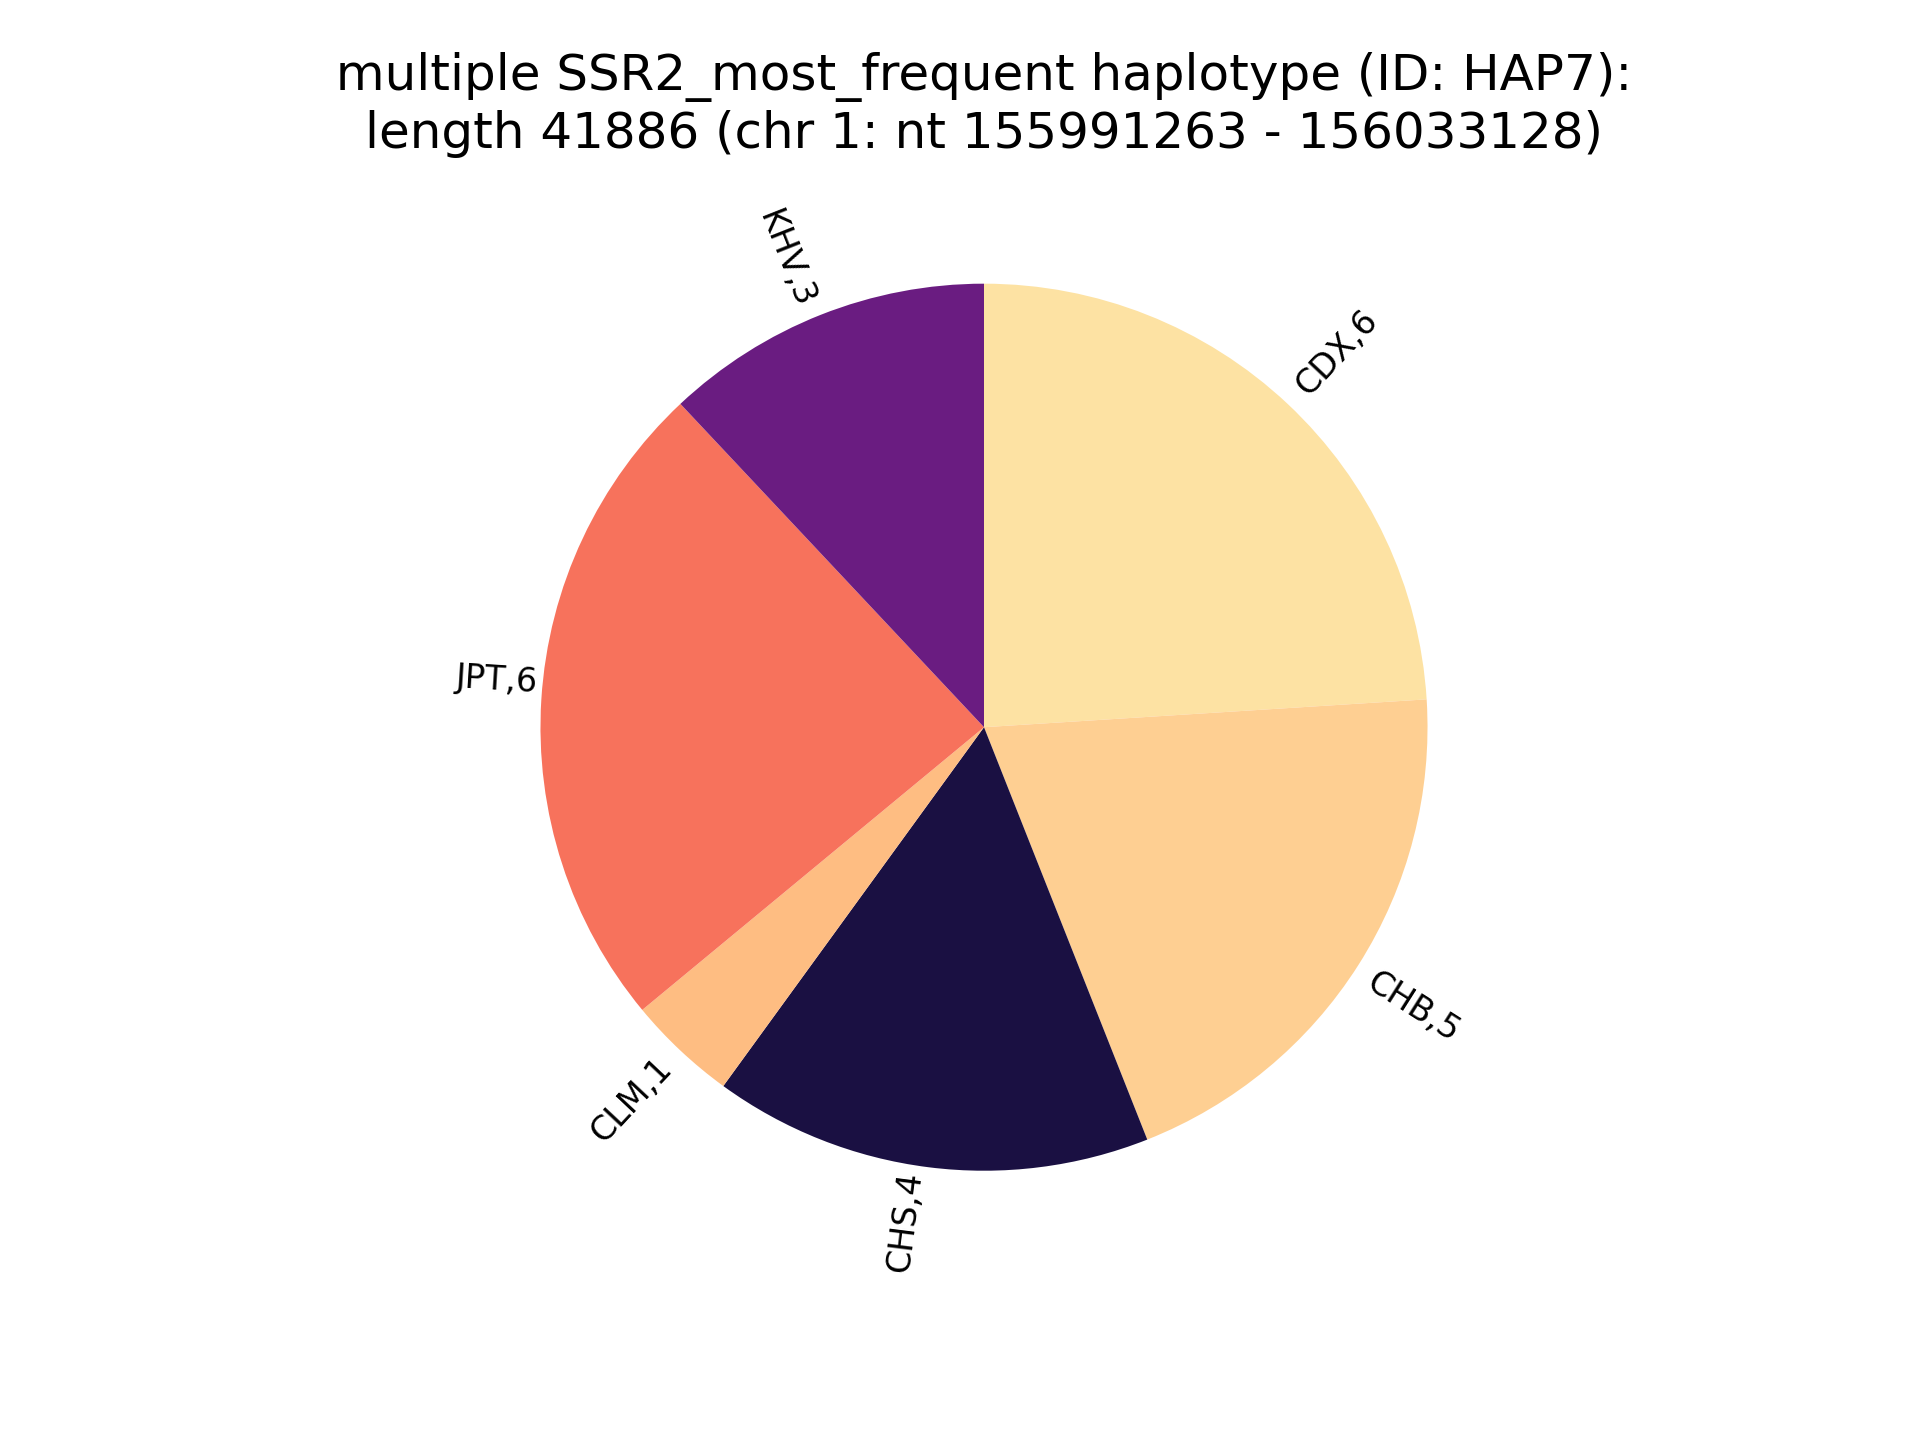 multiple SSR2_most_frequent haplotype (ID: HAP7):
length 41886 (chr 1: nt 155991263 - 156033128)
KHV,3
CDX,6
JPT,6
CHB,5
CLM,1
CHS,4